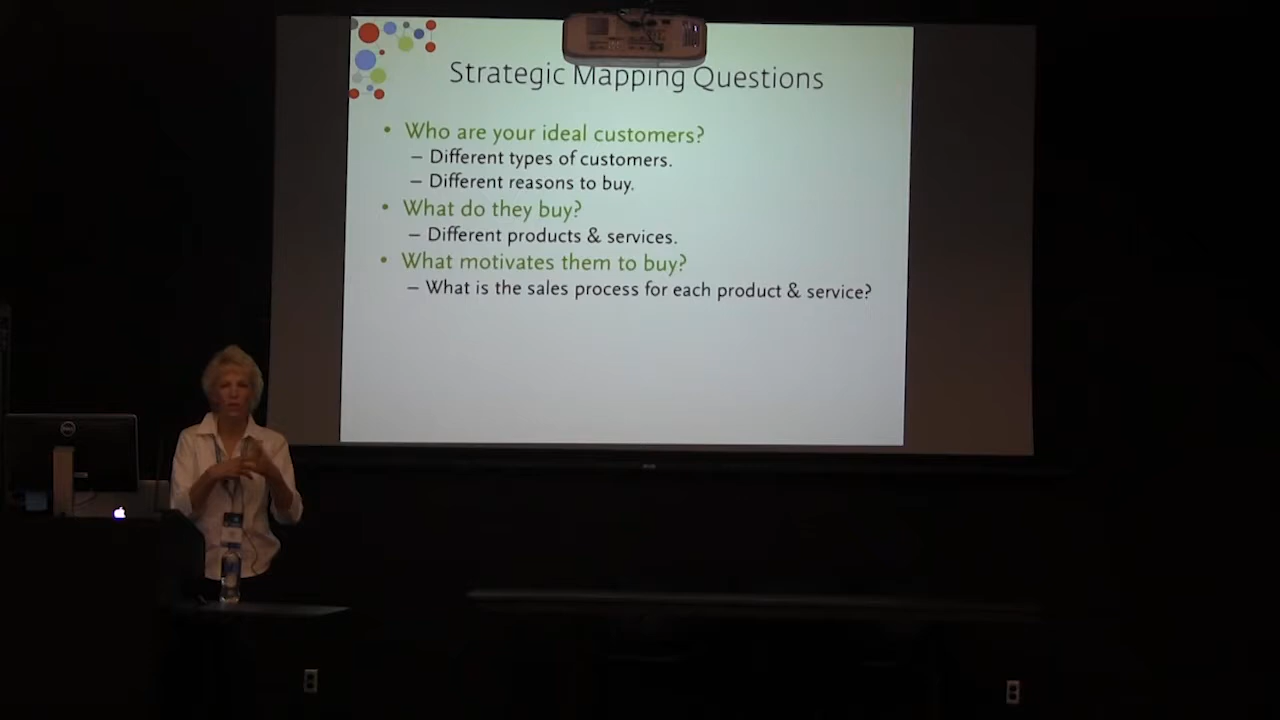 Strategic Mapping Questions
• Who are your ideal customers?
– Different types of customers.
– Different reasons to buy.
• What do they buy?
– Different products & services.
• What motivates them to buy?
– What is the sales process for each product & service?
DELL